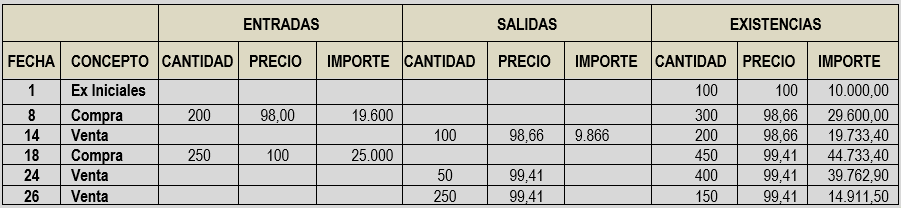 ENTRADAS SALIDAS EXISTENCIAS
FECHA CONCEPTO CANTIDAD PRECIO IMPORTE CANTIDAD PRECIO IMPORTE CANTIDAD PRECIO IMPORTE
1 Ex Iniciales 100 100 10.000,00
8 Compra 200 98,00 19.600 300 98,66 29.600,00
14 Venta 100 98,66 9.866 200 98,66 19.733,40
18 Compra 250 100 25.000 450 99,41 44.733,40
24 Venta 50 99,41 400 99,41 39.762,90
26 Venta 250 99,41 150 99,41 14.911,50